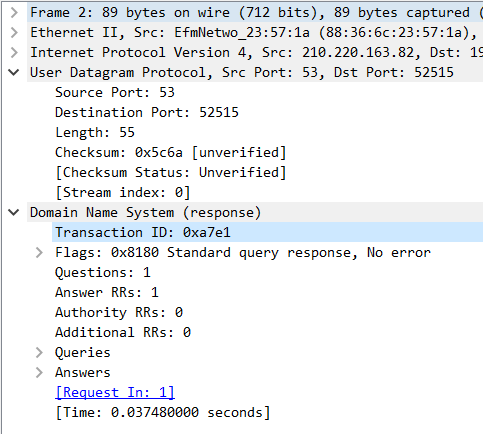 Frame 2: 89 bytes on wire (712 bits), 89 bytes captured (
Ethernet II, Src: EfmNetwo_23:57:1a (88:36:6c:23:57:1a),
Internet Protocol Version 4, Src: 210.220.163.82, Dst: 19
User Datagram Protocol, Src Port: 53, Dst Port: 52515
Source Port: 53
Destination Port: 52515
Length: 55
Checksum: 0x5c6a [unverified]
[Checksum Status: Unverified]
[Stream index: 0]
Domain Name System (response)
Transaction ID: 0xa7e1
Flags: 0x8180 Standard query response, No error
Questions: 1
Answer RRs: 1
Authority RRs: 0
Additional RRs: 0
Queries
Answers
[Request In: 1]
[Time: 0.037480000 seconds]